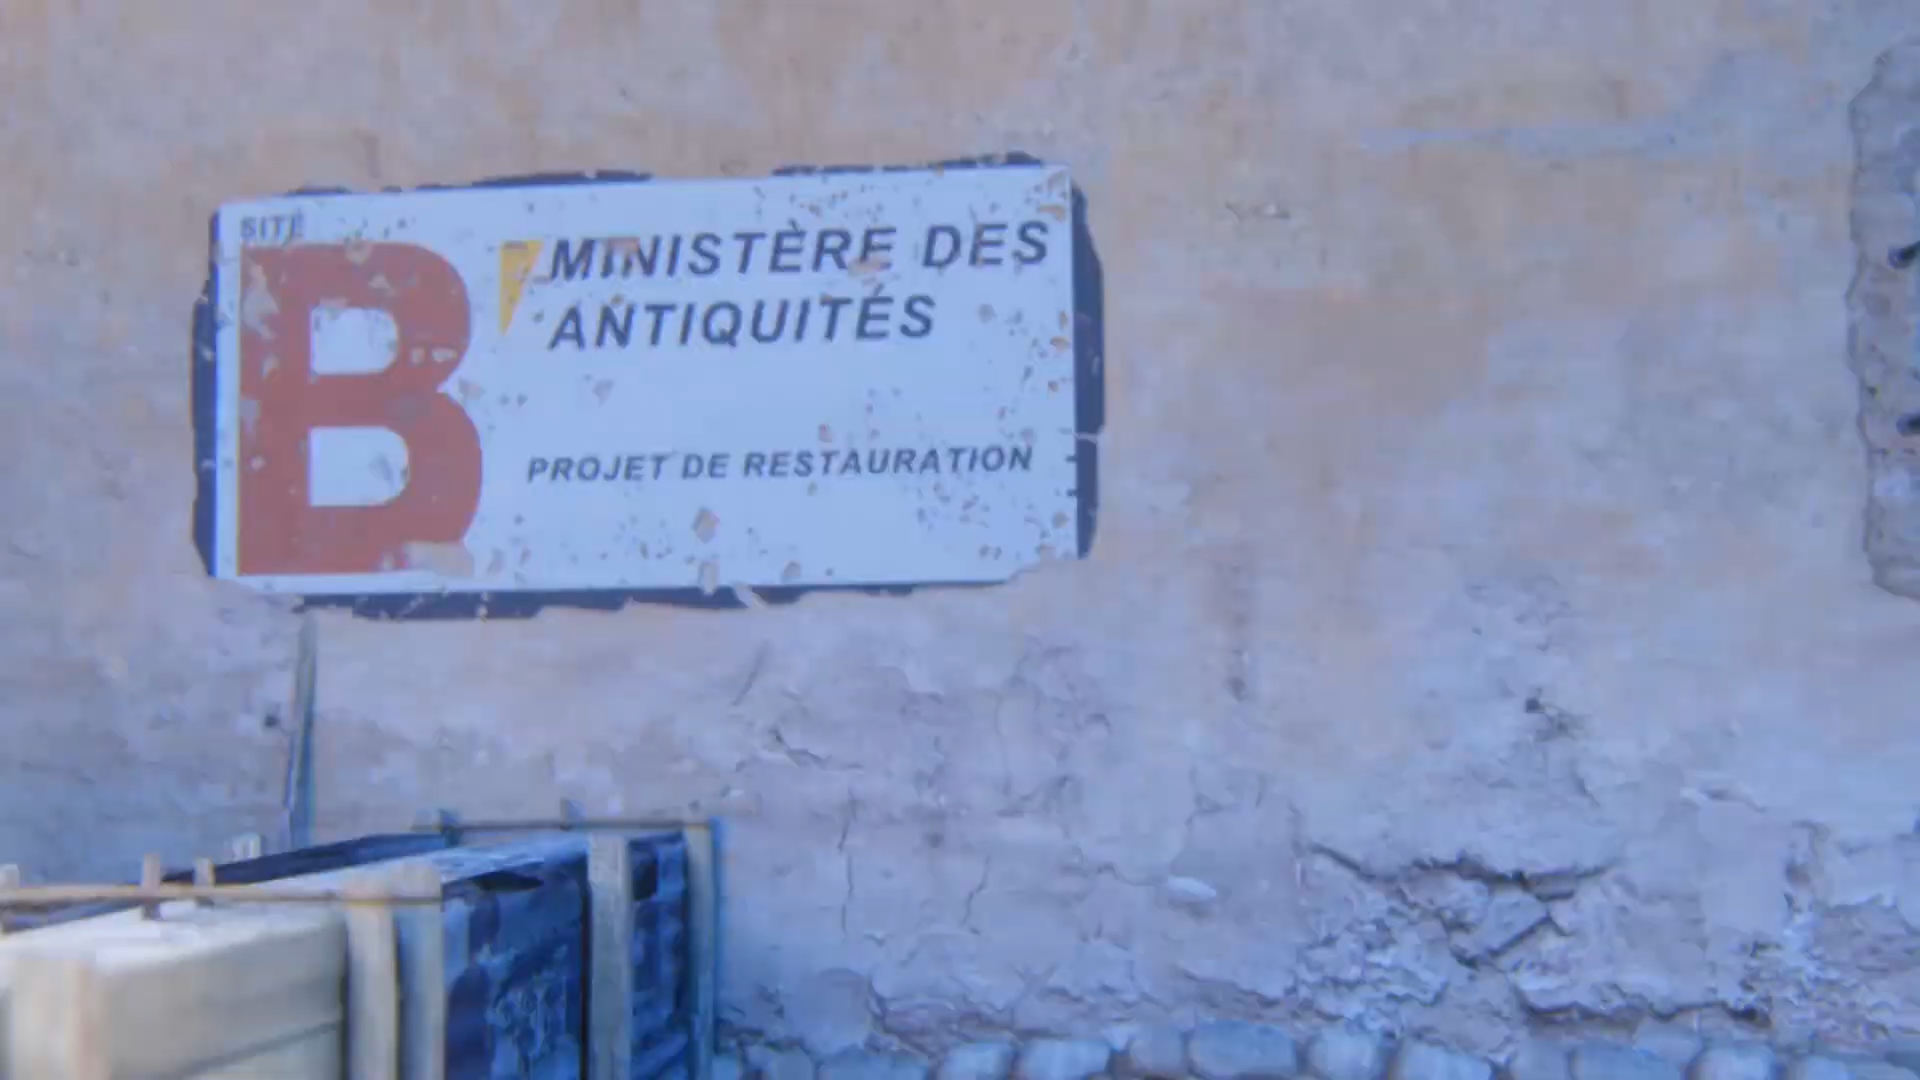 SITE
B
MINISTÈRE DES
ANTIQUITÉS
PROJET DE RESTAURATION